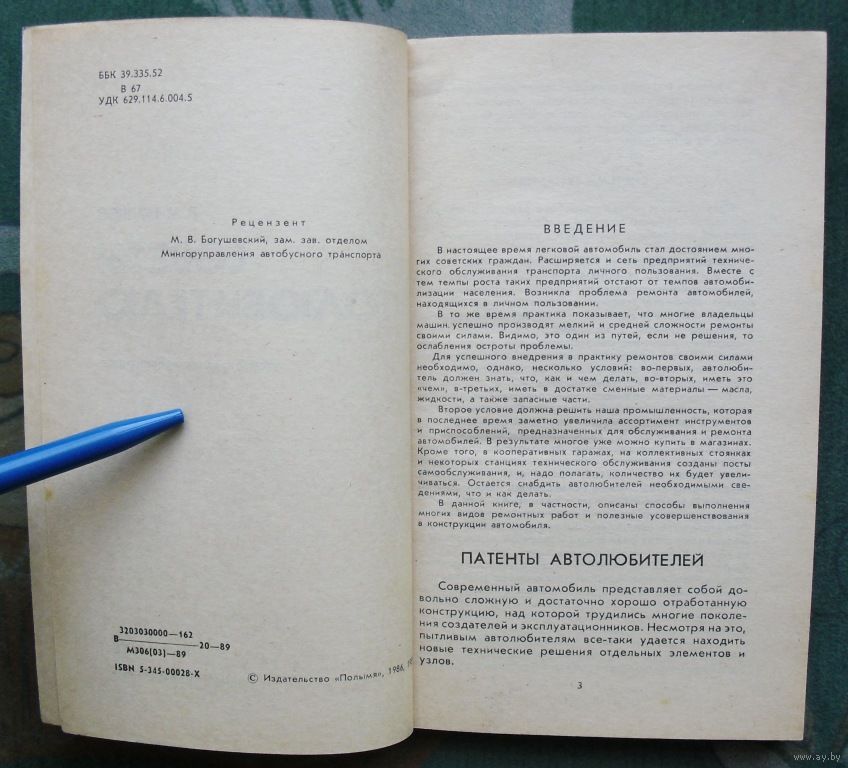 ББК 39.335.52
В 67
УДК 629.114.6.004.5
Рецензент
М. В. Богушевский, зам. зав. отделом
Мингоруправления автобусного транспорта
3203030000—162
В 20—89
М306(03)—89
ISBN 5-345-00028-X
© Издательство «Полымя», 1986,
ВВЕДЕНИЕ
В настоящее время легковой автомобиль стал достоянием мно-
гих советских граждан. Расширяется и сеть предприятий техниче-
ского обслуживания транспорта личного пользования. Вместе с
тем темпы роста таких предприятий отстают от темпов автомоби-
лизации населения. Возникла проблема ремонта автомобилей,
находящихся в личном пользовании.
В то же время практика показывает, что многие владельцы
машин успешно производят мелкий и средней сложности ремонты
своими силами. Видимо, это один из путей, если не решения, то
ослабления остроты проблемы.
Для успешного внедрения в практику ремонтов своими силами
необходимо, однако, несколько условий: во-первых, автолюби-
тель должен знать, что, как и чем делать, во-вторых, иметь это
«чем», в-третьих, иметь в достатке сменные материалы — масла,
жидкости, а также запасные части.
Второе условие должна решить наша промышленность, которая
в последнее время заметно увеличила ассортимент инструментов
и приспособлений, предназначенных для обслуживания и ремонта
автомобилей. В результате многое уже можно купить в магазинах.
Кроме того, в кооперативных гаражах, на коллективных стоянках
и некоторых станциях технического обслуживания созданы посты
самообслуживания, и, надо полагать, количество их будет увели-
чиваться. Остается снабдить автолюбителей необходимыми све-
дениями, что и как делать.
В данной книге, в частности, описаны способы выполнения
многих видов ремонтных работ и полезные усовершенствования
в конструкции автомобиля.
ПАТЕНТЫ АВТОЛЮБИТЕЛЕЙ
Современный автомобиль представляет собой до-
вольно сложную и достаточно хорошо отработанную
конструкцию, над которой трудились многие поколе-
ния создателей и эксплуатационников. Несмотря на это,
пытливым автолюбителям все-таки удается находить
новые технические решения отдельных элементов и
узлов.
3
www.ay.by